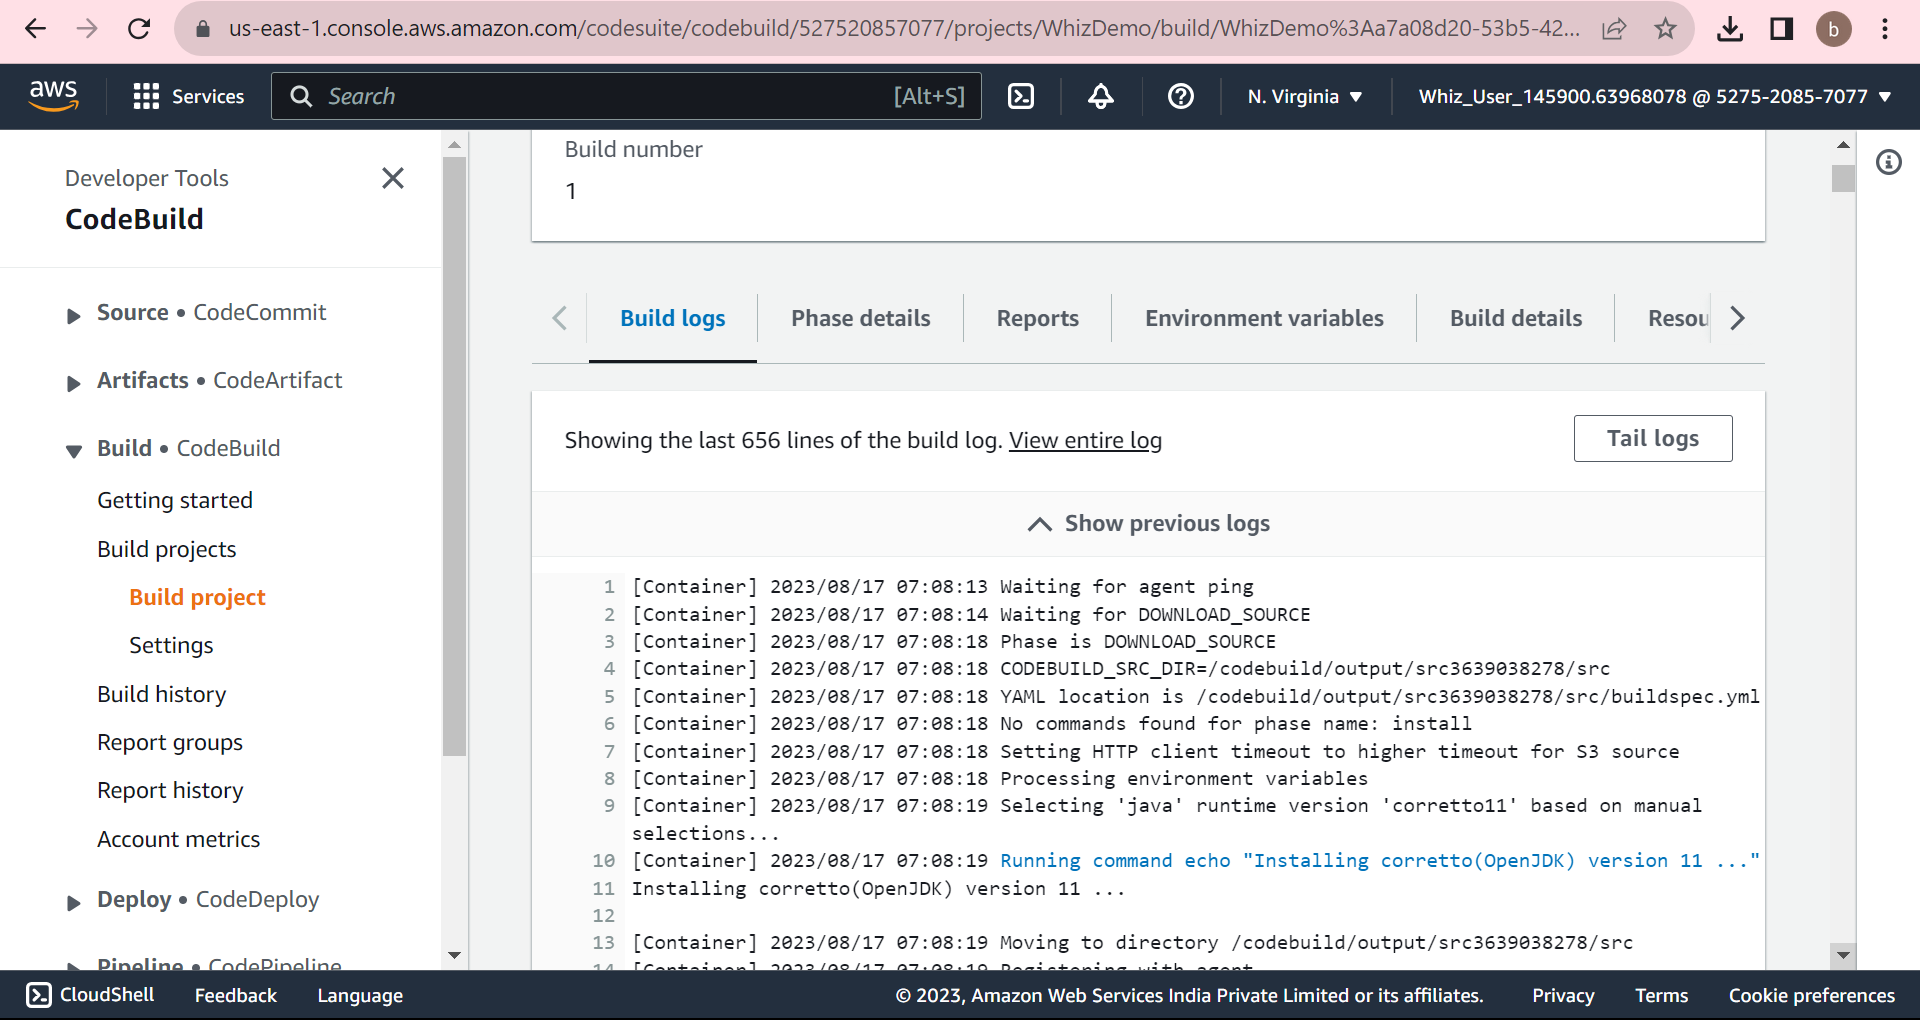 us-east-1.console.aws.amazon.com/codesuite/codebuild/527520857077/projects/WhizDemo/build/WhizDemo%3Aa7a08d20-53b5-42...
b
aws
Services
Search
[Alt+S]
N. Virginia
Whiz_User_145900.63968078 @ 5275-2085-7077
Developer Tools
CodeBuild
Source • CodeCommit
Artifacts • CodeArtifact
Build • CodeBuild
Getting started
Build projects
Build project
Settings
Build history
Report groups
Report history
Account metrics
Deploy • CodeDeploy
Pipeline • CodePipeline
Build number
1
Build logs
Phase details
Reports
Environment variables
Build details
Resou
Showing the last 656 lines of the build log. View entire log
Tail logs
Show previous logs
1 [Container] 2023/08/17 07:08:13 Waiting for agent ping
2 [Container] 2023/08/17 07:08:14 Waiting for DOWNLOAD_SOURCE
3 [Container] 2023/08/17 07:08:18 Phase is DOWNLOAD_SOURCE
4 [Container] 2023/08/17 07:08:18 CODEBUILD_SRC_DIR=/codebuild/output/src3639038278/src
5 [Container] 2023/08/17 07:08:18 YAML location is /codebuild/output/src3639038278/src/buildspec.yml
6 [Container] 2023/08/17 07:08:18 No commands found for phase name: install
7 [Container] 2023/08/17 07:08:18 Setting HTTP client timeout to higher timeout for S3 source
8 [Container] 2023/08/17 07:08:18 Processing environment variables
9 [Container] 2023/08/17 07:08:19 Selecting 'java' runtime version 'corretto11' based on manual
selections...
10 [Container] 2023/08/17 07:08:19 Running command echo "Installing corretto(OpenJDK) version 11 ..."
11 Installing corretto(OpenJDK) version 11 ...
12
13 [Container] 2023/08/17 07:08:19 Moving to directory /codebuild/output/src3639038278/src
14 [Container] 2023/08/17 07:08:19 Registering with agent
CloudShell
Feedback
Language
© 2023, Amazon Web Services India Private Limited or its affiliates.
Privacy
Terms
Cookie preferences